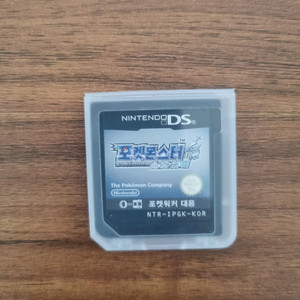 NINTENDO DS
포켓몬스터
The Pokémon Company
Nintendo
포켓워커 대응
NTR-IPGK-KOR